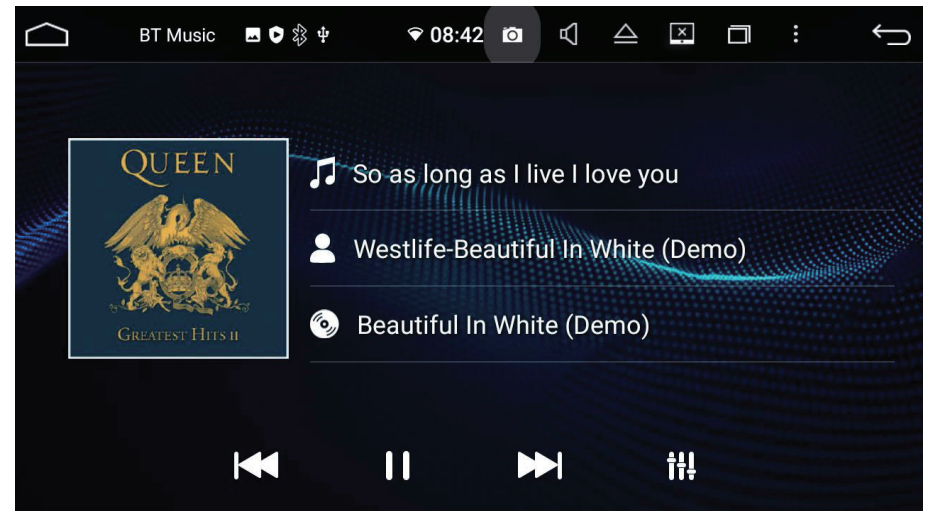 BT Music 08:42
QUEEN
GREATEST HITS II
So as long as I live I love you
Westlife-Beautiful In White (Demo)
Beautiful In White (Demo)